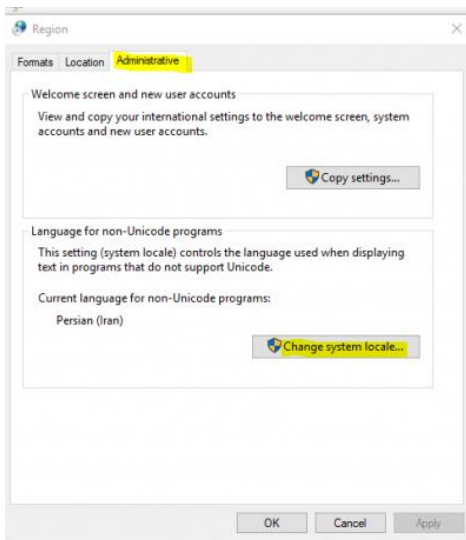 Region
Formats Location Administrative
Welcome screen and new user accounts
View and copy your international settings to the welcome screen, system
accounts and new user accounts.
Copy settings...
Language for non-Unicode programs
This setting (system locale) controls the language used when displaying
text in programs that do not support Unicode.
Current language for non-Unicode programs:
Persian (Iran)
Change system locale...
OK Cancel Apply